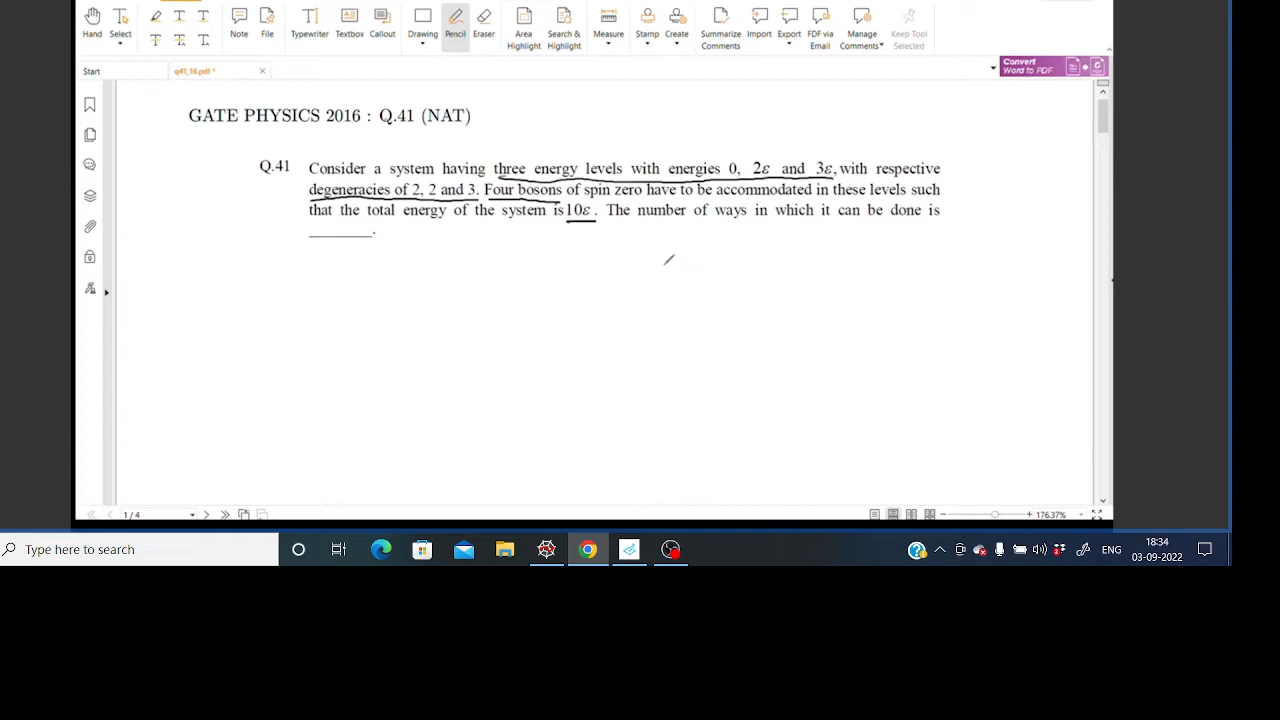 Hand Select Note File Typewriter Textbox Callout Drawing Pencil Eraser Area Highlight Search & Highlight Measure Stamp Create Summarize Comments Import Export FDF via Email Manage Comments Keep Tool Selected
Start q41_16.pdf * Convert Word to PDF
GATE PHYSICS 2016 : Q.41 (NAT)
Q.41 Consider a system having three energy levels with energies 0, 2ε and 3ε, with respective
degeneracies of 2, 2 and 3. Four bosons of spin zero have to be accommodated in these levels such
that the total energy of the system is 10ε. The number of ways in which it can be done is
________.
1 / 4 176.37%
Type here to search ENG 18:34
03-09-2022